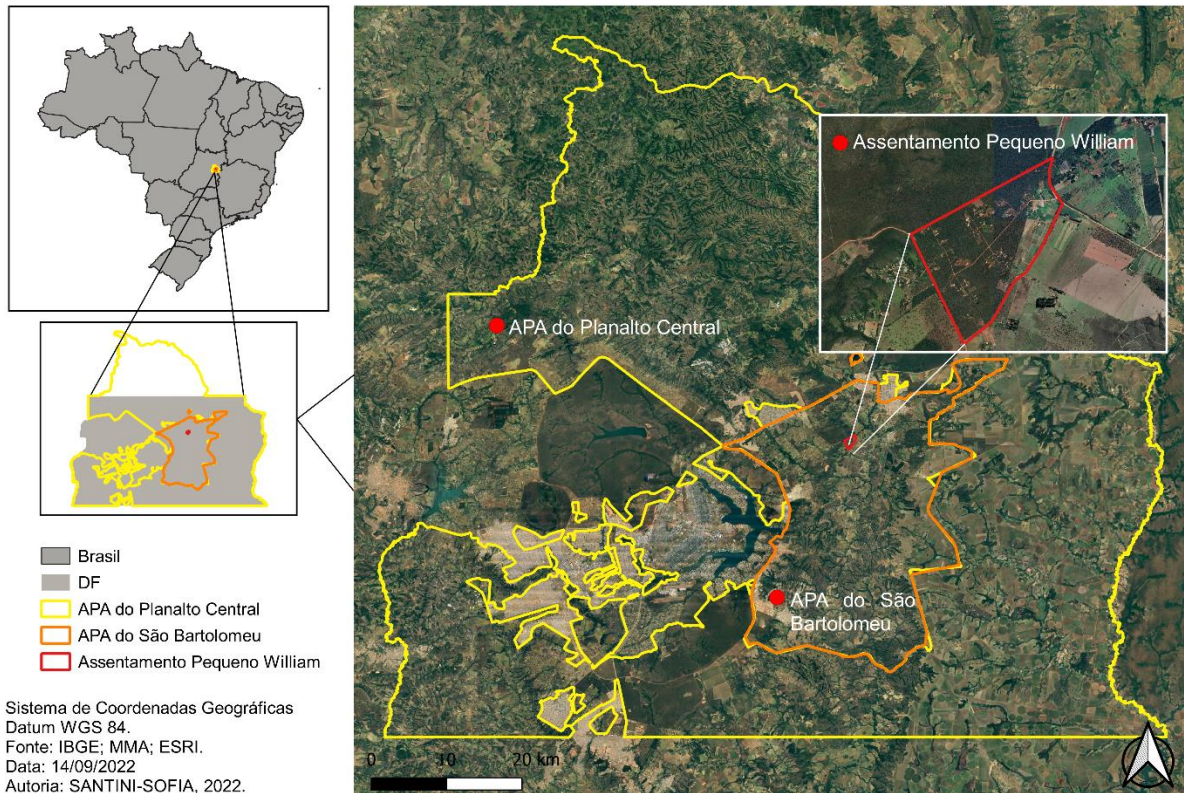 Assentamento Pequeno William
APA do Planalto Central
APA do São
Bartolomeu
Brasil
DF
APA do Planalto Central
APA do São Bartolomeu
Assentamento Pequeno William
Sistema de Coordenadas Geográficas
Datum WGS 84.
Fonte: IBGE; MMA; ESRI.
Data: 14/09/2022
Autoria: SANTINI-SOFIA, 2022.
0 20 km